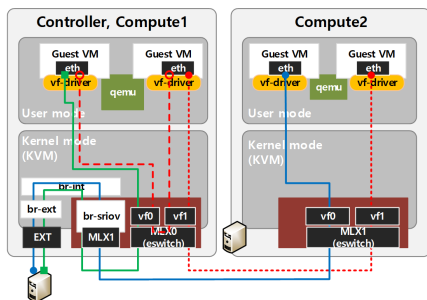 Controller, Compute1
Guest VM
eth
vf-driver
Guest VM
eth
vf-driver
qemu
User mode
Kernel mode
(KVM)
br-int
br-ext
br-sriov
vf0
vf1
EXT
MLX1
MLX0
(eswitch)
Compute2
Guest VM
eth
vf-driver
Guest VM
eth
vf-driver
qemu
User mode
Kernel mode
(KVM)
vf0
vf1
MLX1
(eswitch)